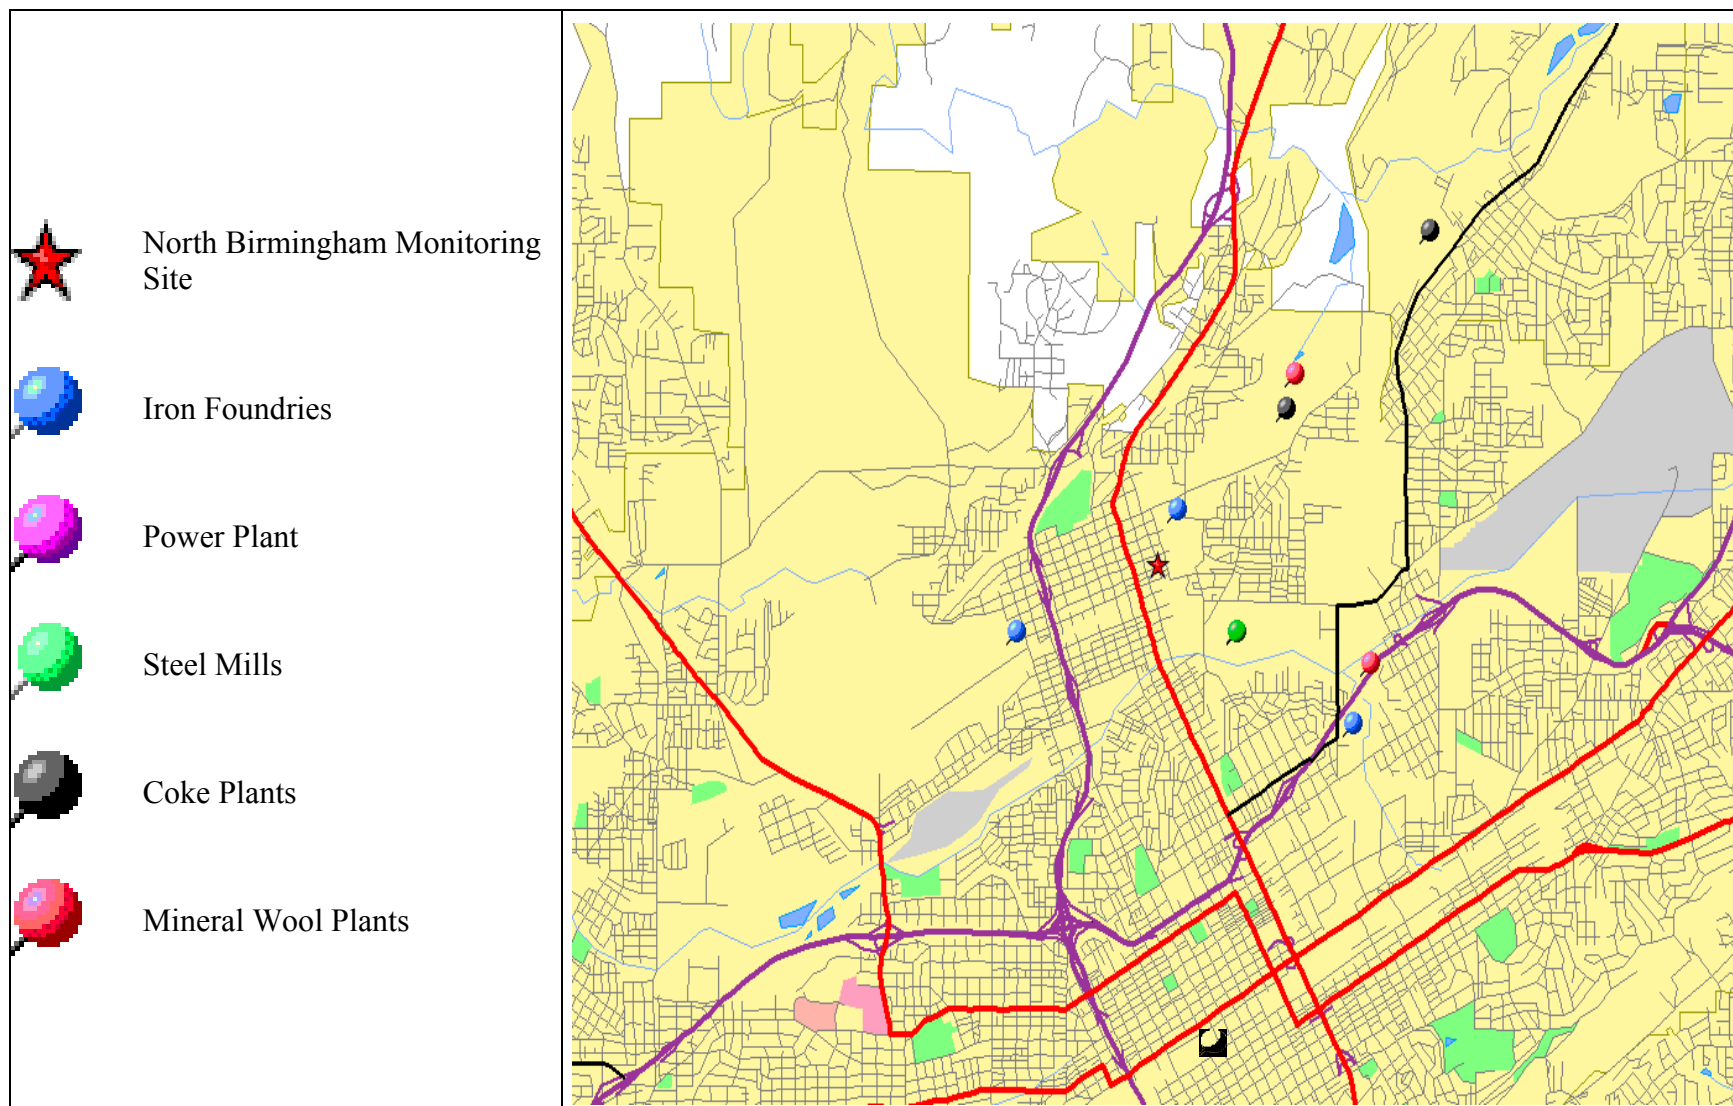 North Birmingham Monitoring
Site
Iron Foundries
Power Plant
Steel Mills
Coke Plants
Mineral Wool Plants